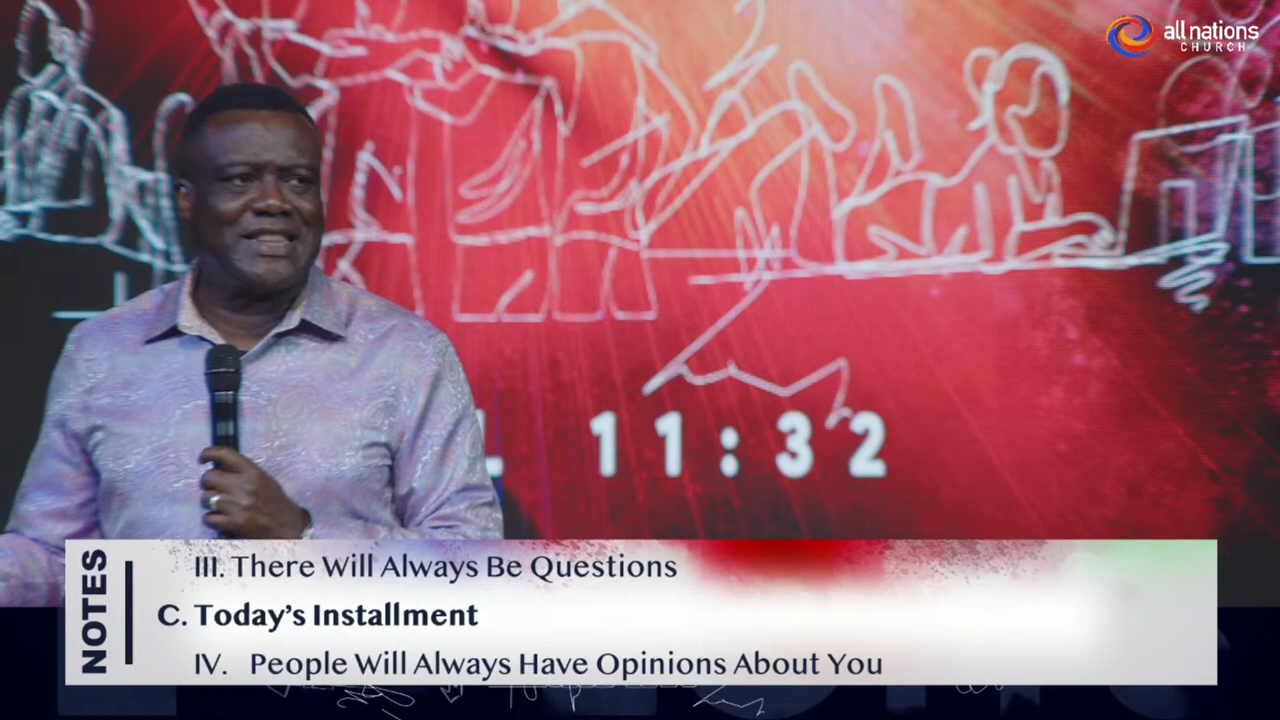 all nations
CHURCH
11:32
NOTES
III. There Will Always Be Questions
C. Today's Installment
IV. People Will Always Have Opinions About You